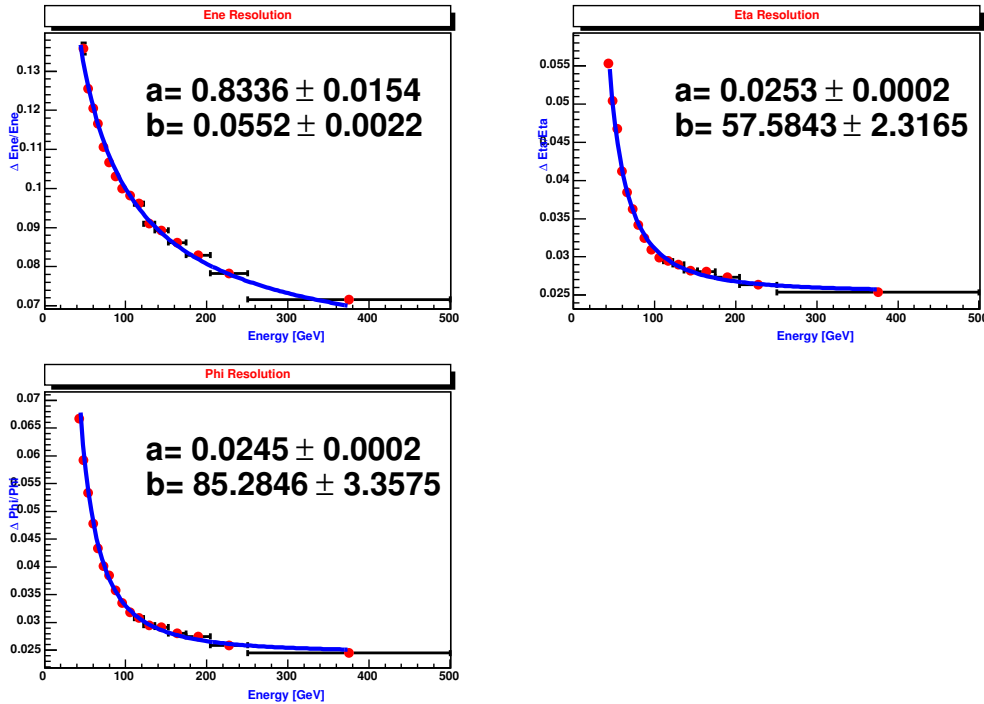 Ene Resolution
Δ Ene/Ene
0.13
0.12
0.11
0.1
0.09
0.08
0.07
a= 0.8336 ± 0.0154
b= 0.0552 ± 0.0022
0 100 200 300 400 500
Energy [GeV]
Eta Resolution
Δ Eta/Eta
0.055
0.05
0.045
0.04
0.035
0.03
0.025
a= 0.0253 ± 0.0002
b= 57.5843 ± 2.3165
0 100 200 300 400 500
Energy [GeV]
Phi Resolution
Δ Phi/Phi
0.07
0.065
0.06
0.055
0.05
0.045
0.04
0.035
0.03
0.025
a= 0.0245 ± 0.0002
b= 85.2846 ± 3.3575
0 100 200 300 400 500
Energy [GeV]